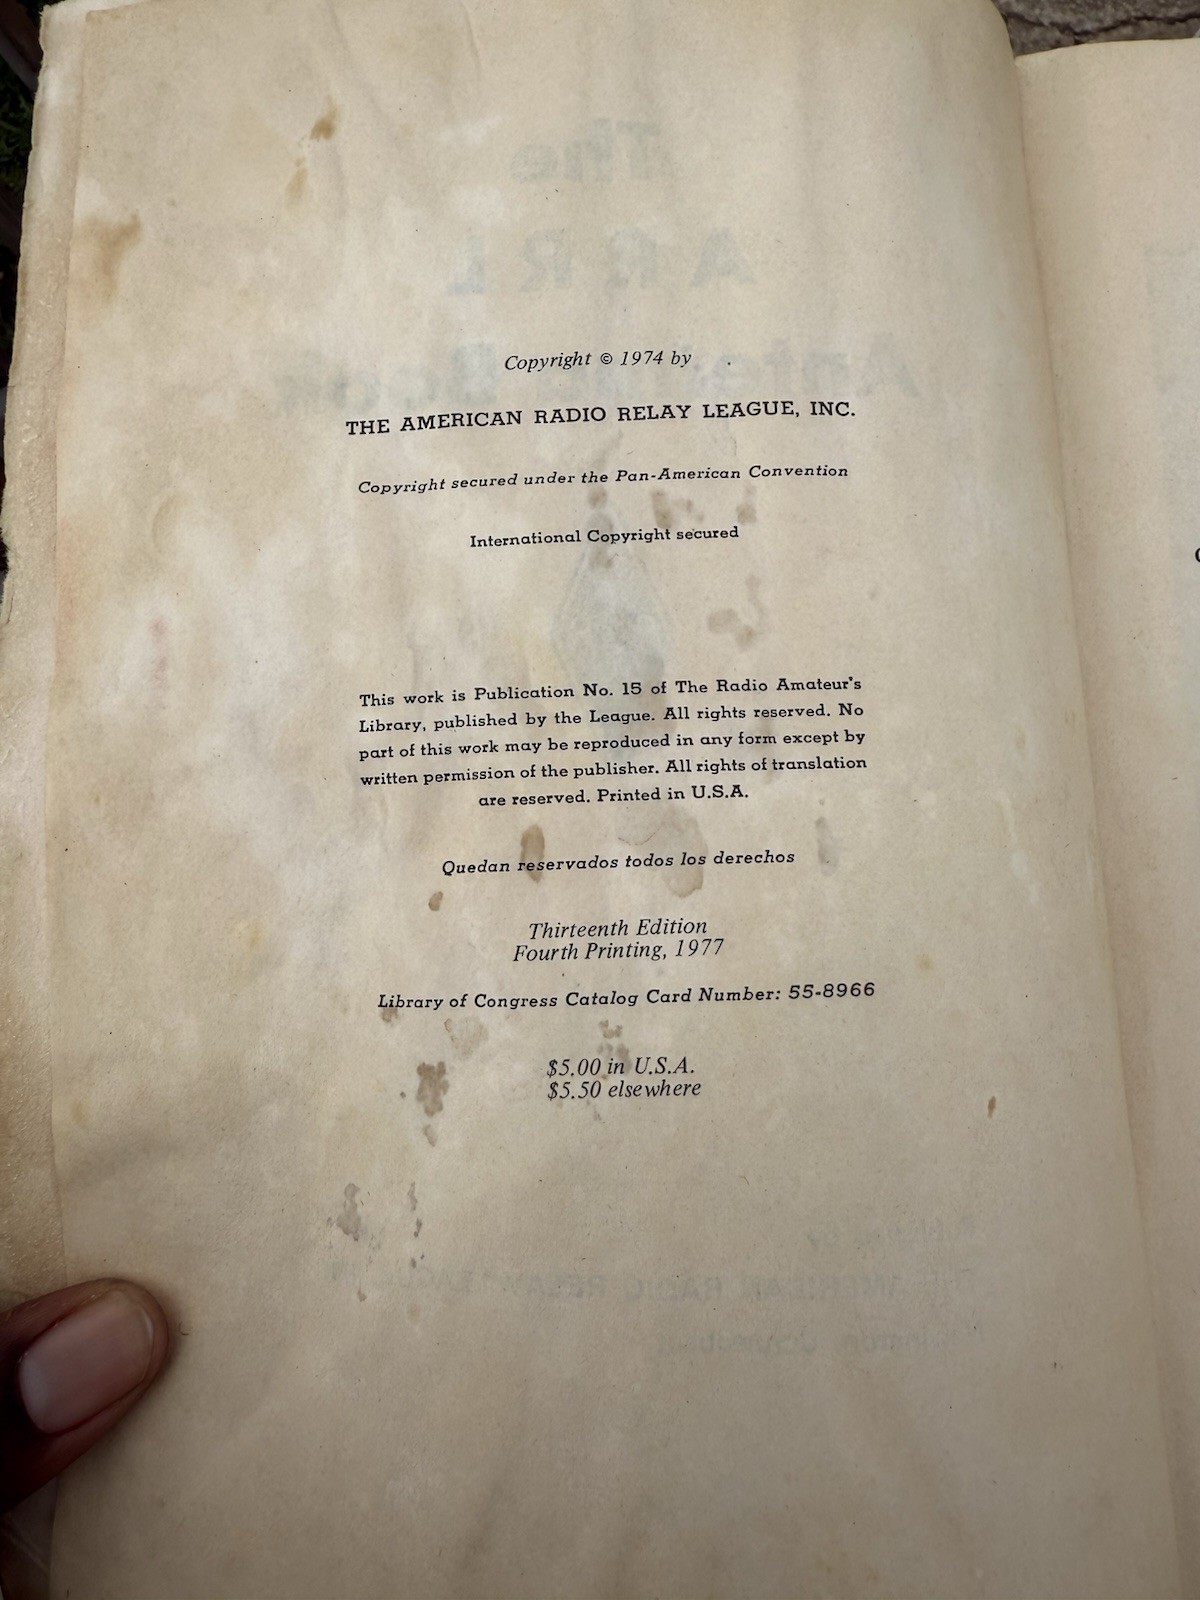 Copyright © 1974 by
THE AMERICAN RADIO RELAY LEAGUE, INC.
Copyright secured under the Pan-American Convention
International Copyright secured
This work is Publication No. 15 of The Radio Amateur's
Library, published by the League. All rights reserved. No
part of this work may be reproduced in any form except by
written permission of the publisher. All rights of translation
are reserved. Printed in U.S.A.
Quedan reservados todos los derechos
Thirteenth Edition
Fourth Printing, 1977
Library of Congress Catalog Card Number: 55-8966
$5.00 in U.S.A.
$5.50 elsewhere